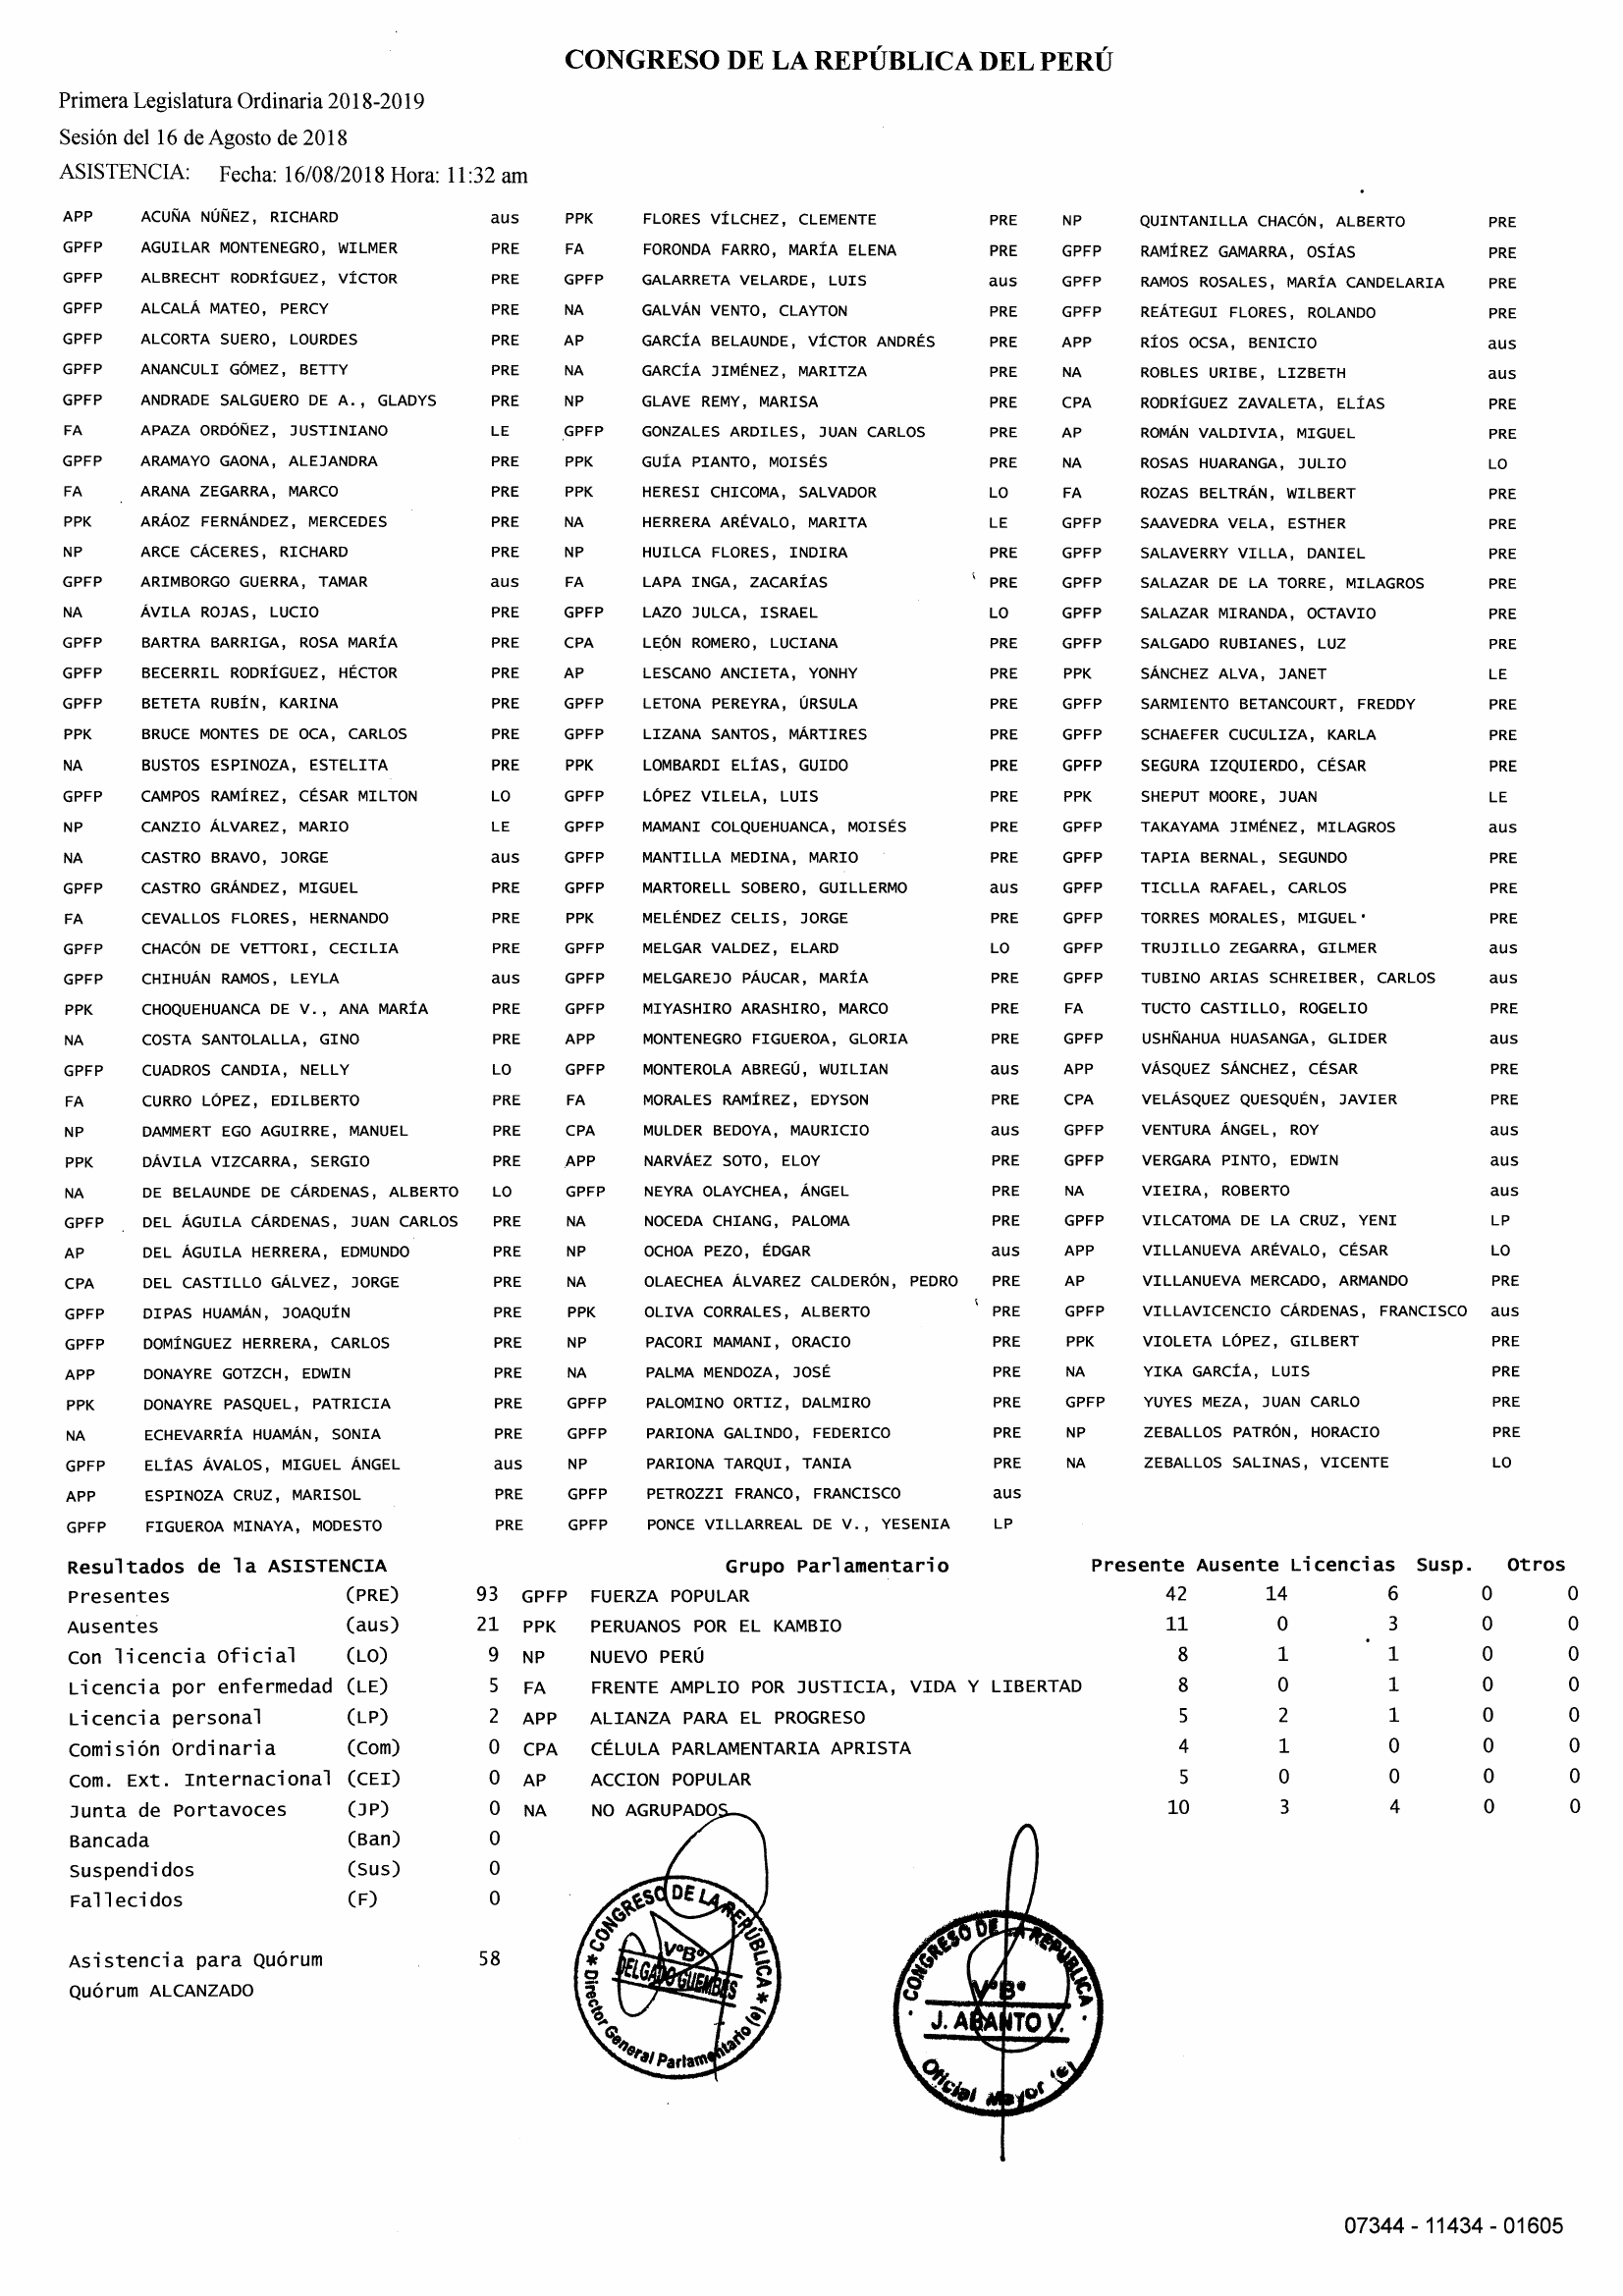 CONGRESO DE LA REPÚBLICA DEL PERÚ
Primera Legislatura Ordinaria 2018-2019
Sesión del 16 de Agosto de 2018
ASISTENCIA: Fecha: 16/08/2018 Hora: 11:32 am
APP ACUÑA NÚÑEZ, RICHARD aus PPK FLORES VÍLCHEZ, CLEMENTE PRE NP QUINTANILLA CHACÓN, ALBERTO PRE
GPFP AGUILAR MONTENEGRO, WILMER PRE FA FORONDA FARRO, MARÍA ELENA PRE GPFP RAMÍREZ GAMARRA, OSÍAS PRE
GPFP ALBRECHT RODRÍGUEZ, VÍCTOR PRE GPFP GALARRETA VELARDE, LUIS aus GPFP RAMOS ROSALES, MARÍA CANDELARIA PRE
GPFP ALCALÁ MATEO, PERCY PRE NA GALVÁN VENTO, CLAYTON PRE GPFP REÁTEGUI FLORES, ROLANDO PRE
GPFP ALCORTA SUERO, LOURDES PRE AP GARCÍA BELAUNDE, VÍCTOR ANDRÉS PRE APP RÍOS OCSA, BENICIO aus
GPFP ANANCULI GÓMEZ, BETTY PRE NA GARCÍA JIMÉNEZ, MARITZA PRE NA ROBLES URIBE, LIZBETH aus
GPFP ANDRADE SALGUERO DE A., GLADYS PRE NP GLAVE REMY, MARISA PRE CPA RODRÍGUEZ ZAVALETA, ELÍAS PRE
FA APAZA ORDÓÑEZ, JUSTINIANO LE GPFP GONZALES ARDILES, JUAN CARLOS PRE AP ROMÁN VALDIVIA, MIGUEL PRE
GPFP ARAMAYO GAONA, ALEJANDRA PRE PPK GUÍA PIANTO, MOISÉS PRE NA ROSAS HUARANGA, JULIO LO
FA ARANA ZEGARRA, MARCO PRE PPK HERESI CHICOMA, SALVADOR LO FA ROZAS BELTRÁN, WILBERT PRE
PPK ARÁOZ FERNÁNDEZ, MERCEDES PRE NA HERRERA ARÉVALO, MARITA LE GPFP SAAVEDRA VELA, ESTHER PRE
NP ARCE CÁCERES, RICHARD PRE NP HUILCA FLORES, INDIRA PRE GPFP SALAVERRY VILLA, DANIEL PRE
GPFP ARIMBORGO GUERRA, TAMAR aus FA LAPA INGA, ZACARÍAS PRE GPFP SALAZAR DE LA TORRE, MILAGROS PRE
NA ÁVILA ROJAS, LUCIO PRE GPFP LAZO JULCA, ISRAEL LO GPFP SALAZAR MIRANDA, OCTAVIO PRE
GPFP BARTRA BARRIGA, ROSA MARÍA PRE CPA LEÓN ROMERO, LUCIANA PRE GPFP SALGADO RUBIANES, LUZ PRE
GPFP BECERRIL RODRÍGUEZ, HÉCTOR PRE AP LESCANO ANCIETA, YONHY PRE PPK SÁNCHEZ ALVA, JANET LE
GPFP BETETA RUBÍN, KARINA PRE GPFP LETONA PEREYRA, ÚRSULA PRE GPFP SARMIENTO BETANCOURT, FREDDY PRE
PPK BRUCE MONTES DE OCA, CARLOS PRE GPFP LIZANA SANTOS, MÁRTIRES PRE GPFP SCHAEFER CUCULIZA, KARLA PRE
NA BUSTOS ESPINOZA, ESTELITA PRE PPK LOMBARDI ELÍAS, GUIDO PRE GPFP SEGURA IZQUIERDO, CÉSAR PRE
GPFP CAMPOS RAMÍREZ, CÉSAR MILTON LO GPFP LÓPEZ VILELA, LUIS PRE PPK SHEPUT MOORE, JUAN LE
NP CANZIO ÁLVAREZ, MARIO LE GPFP MAMANI COLQUEHUANCA, MOISÉS PRE GPFP TAKAYAMA JIMÉNEZ, MILAGROS aus
NA CASTRO BRAVO, JORGE aus GPFP MANTILLA MEDINA, MARIO PRE GPFP TAPIA BERNAL, SEGUNDO PRE
GPFP CASTRO GRÁNDEZ, MIGUEL PRE GPFP MARTORELL SOBERO, GUILLERMO aus GPFP TICLLA RAFAEL, CARLOS PRE
FA CEVALLOS FLORES, HERNANDO PRE PPK MELÉNDEZ CELIS, JORGE PRE GPFP TORRES MORALES, MIGUEL PRE
GPFP CHACÓN DE VETTORI, CECILIA PRE GPFP MELGAR VALDEZ, ELARD LO GPFP TRUJILLO ZEGARRA, GILMER aus
GPFP CHIHUÁN RAMOS, LEYLA aus GPFP MELGAREJO PÁUCAR, MARÍA PRE GPFP TUBINO ARIAS SCHREIBER, CARLOS aus
PPK CHOQUEHUANCA DE V., ANA MARÍA PRE GPFP MIYASHIRO ARASHIRO, MARCO PRE FA TUCTO CASTILLO, ROGELIO PRE
NA COSTA SANTOLALLA, GINO PRE APP MONTENEGRO FIGUEROA, GLORIA PRE GPFP USHÑAHUA HUASANGA, GLIDER aus
GPFP CUADROS CANDIA, NELLY LO GPFP MONTEROLA ABREGÚ, WUILIAN aus APP VÁSQUEZ SÁNCHEZ, CÉSAR PRE
FA CURRO LÓPEZ, EDILBERTO PRE FA MORALES RAMÍREZ, EDYSON PRE CPA VELÁSQUEZ QUESQUÉN, JAVIER PRE
NP DAMMERT EGO AGUIRRE, MANUEL PRE CPA MULDER BEDOYA, MAURICIO aus GPFP VENTURA ÁNGEL, ROY aus
PPK DÁVILA VIZCARRA, SERGIO PRE APP NARVÁEZ SOTO, ELOY PRE GPFP VERGARA PINTO, EDWIN aus
NA DE BELAUNDE DE CÁRDENAS, ALBERTO LO GPFP NEYRA OLAYCHEA, ÁNGEL PRE NA VIEIRA, ROBERTO aus
GPFP DEL ÁGUILA CÁRDENAS, JUAN CARLOS PRE NA NOCEDA CHIANG, PALOMA PRE GPFP VILCATOMA DE LA CRUZ, YENI LP
AP DEL ÁGUILA HERRERA, EDMUNDO PRE NP OCHOA PEZO, ÉDGAR aus APP VILLANUEVA ARÉVALO, CÉSAR LO
CPA DEL CASTILLO GÁLVEZ, JORGE PRE NA OLAECHEA ÁLVAREZ CALDERÓN, PEDRO PRE AP VILLANUEVA MERCADO, ARMANDO PRE
GPFP DIPAS HUAMÁN, JOAQUÍN PRE PPK OLIVA CORRALES, ALBERTO PRE GPFP VILLAVICENCIO CÁRDENAS, FRANCISCO aus
GPFP DOMÍNGUEZ HERRERA, CARLOS PRE NP PACORI MAMANI, ORACIO PRE PPK VIOLETA LÓPEZ, GILBERT PRE
APP DONAYRE GOTZCH, EDWIN PRE NA PALMA MENDOZA, JOSÉ PRE NA YIKA GARCÍA, LUIS PRE
PPK DONAYRE PASQUEL, PATRICIA PRE GPFP PALOMINO ORTIZ, DALMIRO PRE GPFP YUYES MEZA, JUAN CARLO PRE
NA ECHEVARRÍA HUAMÁN, SONIA PRE GPFP PARIONA GALINDO, FEDERICO PRE NP ZEBALLOS PATRÓN, HORACIO PRE
GPFP ELÍAS ÁVALOS, MIGUEL ÁNGEL aus NP PARIONA TARQUI, TANIA PRE NA ZEBALLOS SALINAS, VICENTE LO
APP ESPINOZA CRUZ, MARISOL PRE GPFP PETROZZI FRANCO, FRANCISCO aus
GPFP FIGUEROA MINAYA, MODESTO PRE GPFP PONCE VILLARREAL DE V., YESENIA LP
Resultados de la ASISTENCIA Grupo Parlamentario Presente Ausente Licencias Susp. Otros
Presentes (PRE) 93 GPFP FUERZA POPULAR 42 14 6 0 0
Ausentes (aus) 21 PPK PERUANOS POR EL KAMBIO 11 0 3 0 0
Con licencia Oficial (LO) 9 NP NUEVO PERÚ 8 1 1 0 0
Licencia por enfermedad (LE) 5 FA FRENTE AMPLIO POR JUSTICIA, VIDA Y LIBERTAD 8 0 1 0 0
Licencia personal (LP) 2 APP ALIANZA PARA EL PROGRESO 5 2 1 0 0
Comisión Ordinaria (Com) 0 CPA CÉLULA PARLAMENTARIA APRISTA 4 1 0 0 0
Com. Ext. Internacional (CEI) 0 AP ACCION POPULAR 5 0 0 0 0
Junta de Portavoces (JP) 0 NA NO AGRUPADOS 10 3 4 0 0
Bancada (Ban) 0
Suspendidos (Sus) 0
Fallecidos (F) 0
Asistencia para Quórum 58
Quórum ALCANZADO
CONGRESO DE LA REPÚBLICA
VºBº
DELGADO GUEMBES
Director General Parlamentario (e)
CONGRESO DE LA REPUBLICA
VºBº
J. ABANTO V.
Oficial Mayor (e)
07344 - 11434 - 01605